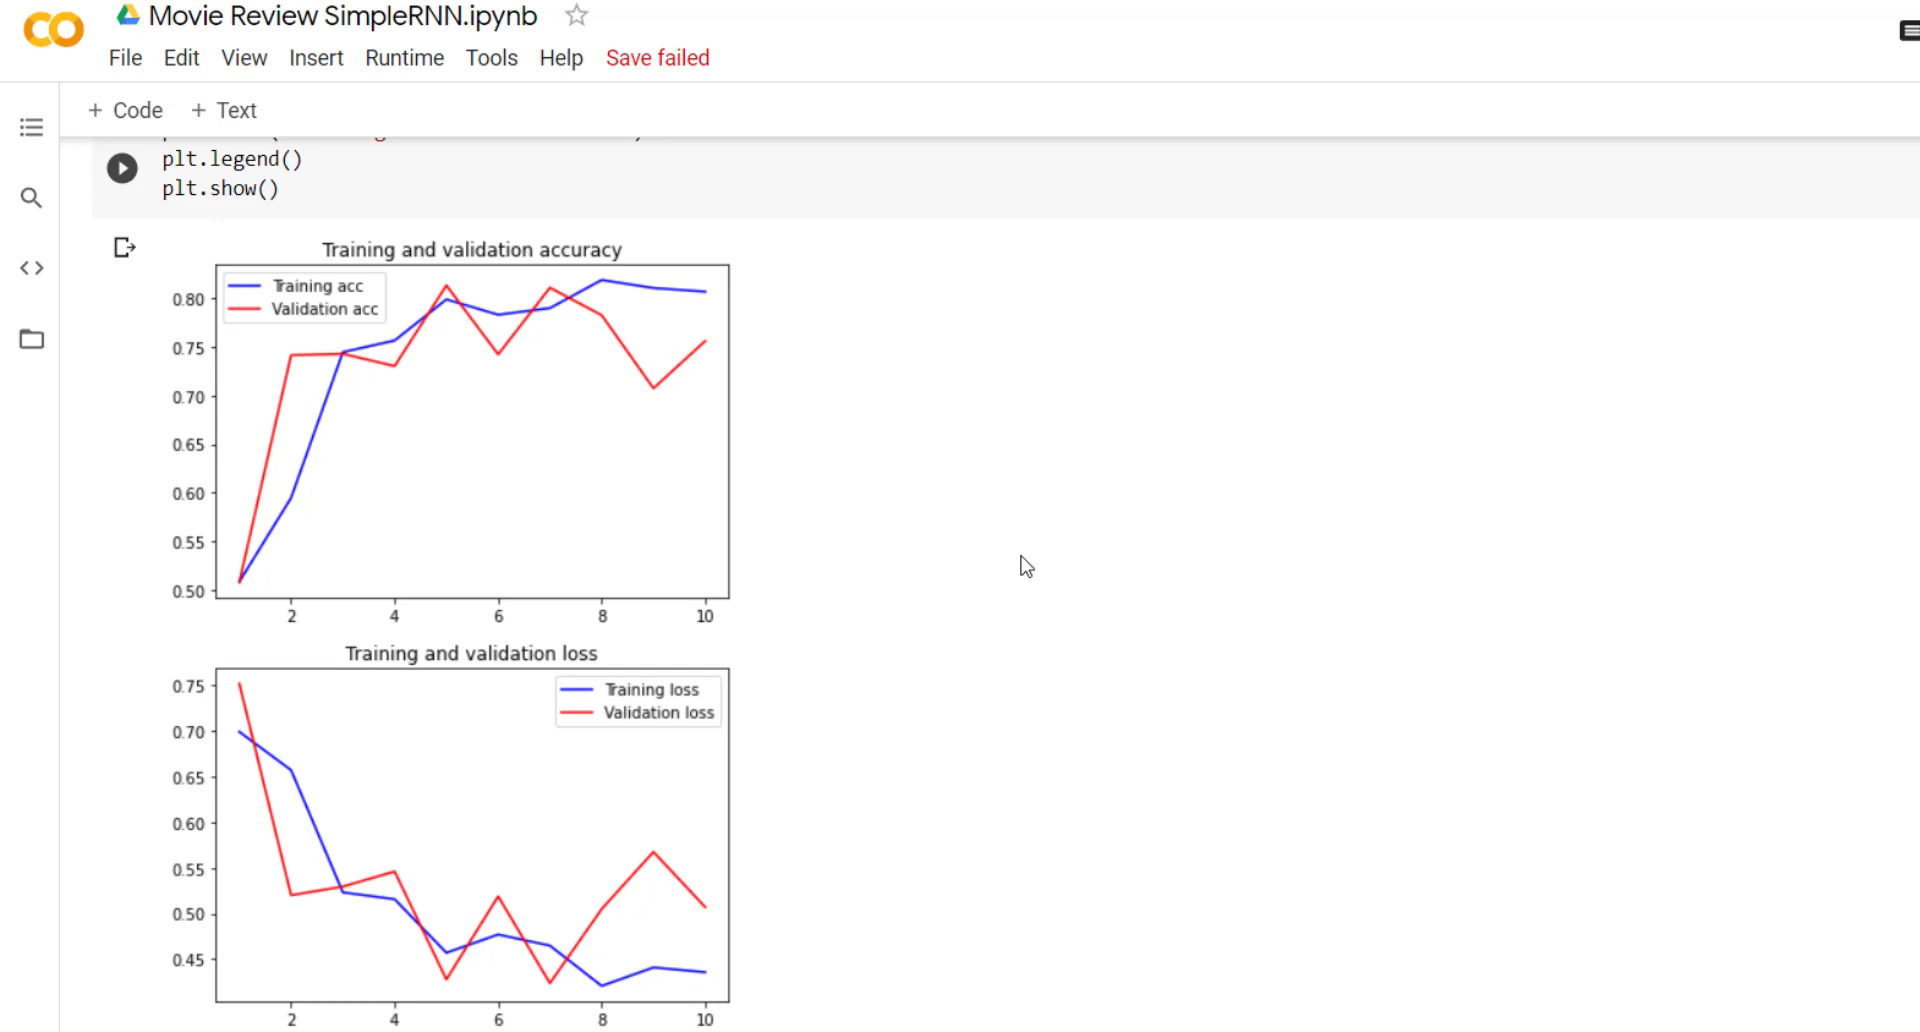 Movie Review SimpleRNN.ipynb
File Edit View Insert Runtime Tools Help Save failed
+ Code + Text
plt.legend()
plt.show()
Training and validation accuracy
Training acc
Validation acc
0.80
0.75
0.70
0.65
0.60
0.55
0.50
2 4 6 8 10
Training and validation loss
Training loss
Validation loss
0.75
0.70
0.65
0.60
0.55
0.50
0.45
2 4 6 8 10